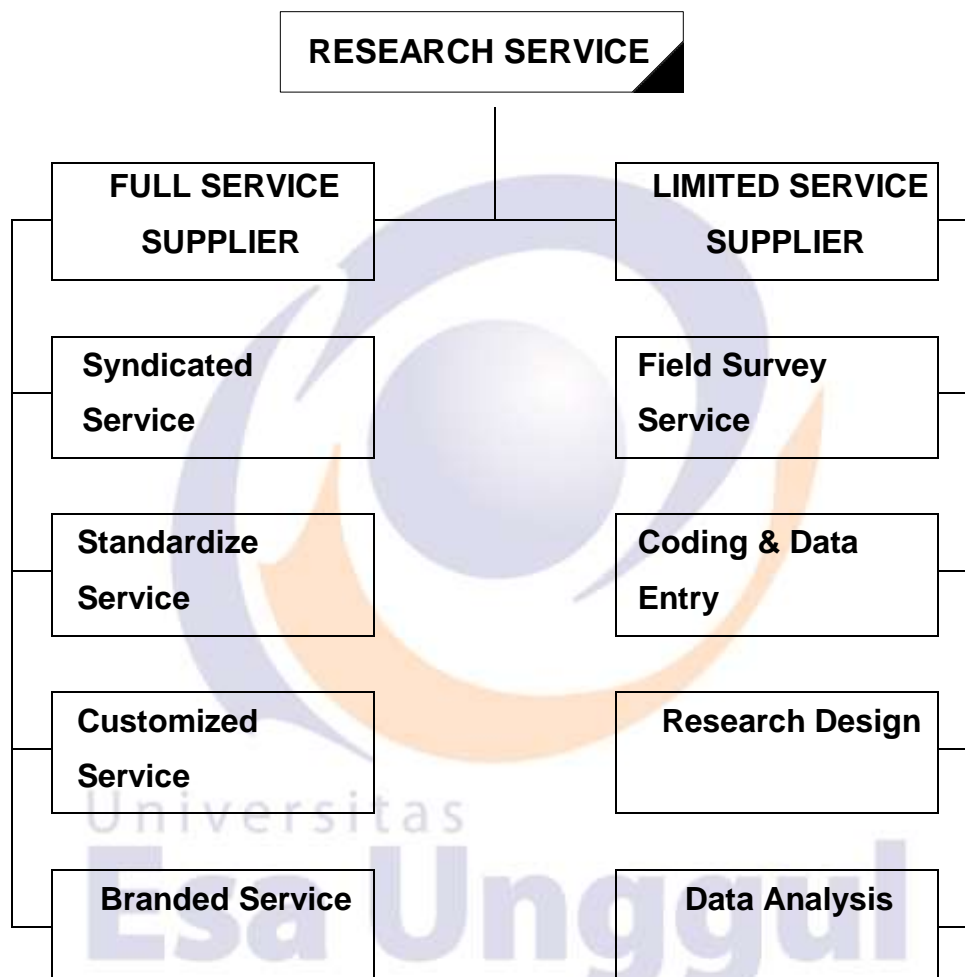 RESEARCH SERVICE
FULL SERVICE
SUPPLIER
LIMITED SERVICE
SUPPLIER
Syndicated
Service
Field Survey
Service
Standardize
Service
Coding & Data
Entry
Customized
Service
Research Design
Universitas
Esa Unggul
Branded Service
Data Analysis